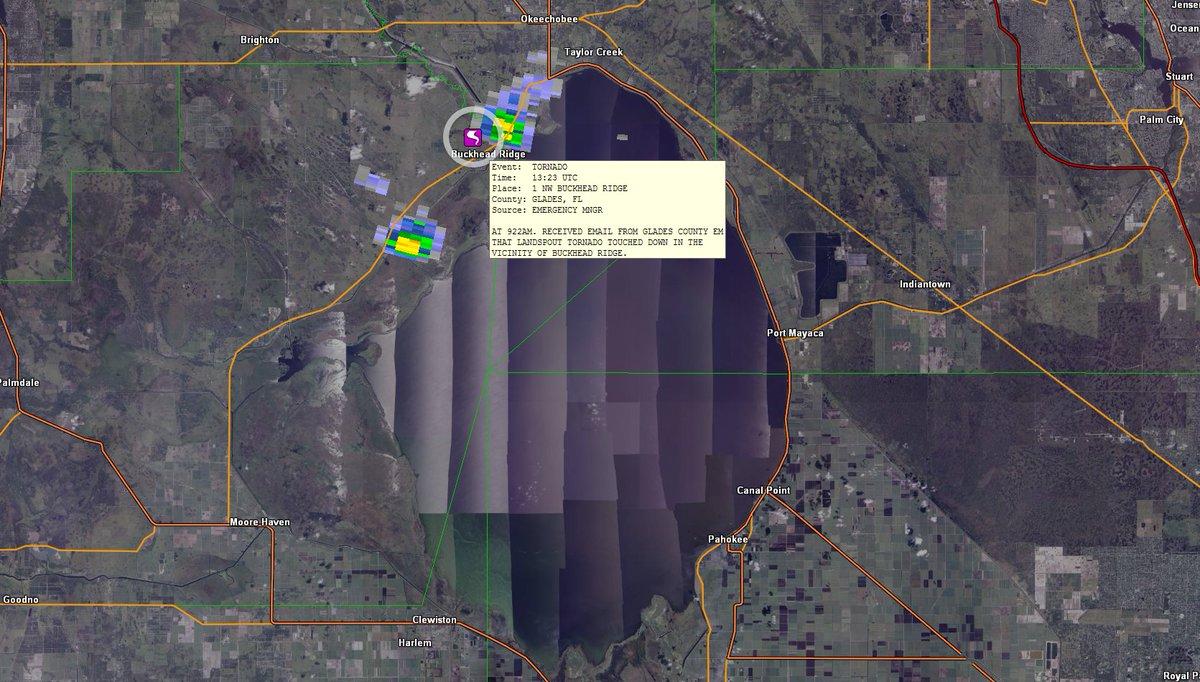 Okeechobee
Jensen
Ocean
Brighton
Taylor Creek
Stuart
Palm City
Buckhead Ridge
Event: TORNADO
Time: 13:23 UTC
Place: 1 NW BUCKHEAD RIDGE
County: GLADES, FL
Source: EMERGENCY MNGR
AT 922AM. RECEIVED EMAIL FROM GLADES COUNTY EM
THAT LANDSPOUT TORNADO TOUCHED DOWN IN THE
VICINITY OF BUCKHEAD RIDGE.
Indiantown
Port Mayaca
Palmdale
Canal Point
Moore Haven
Pahokee
Goodno
Clewiston
Harlem
Royal